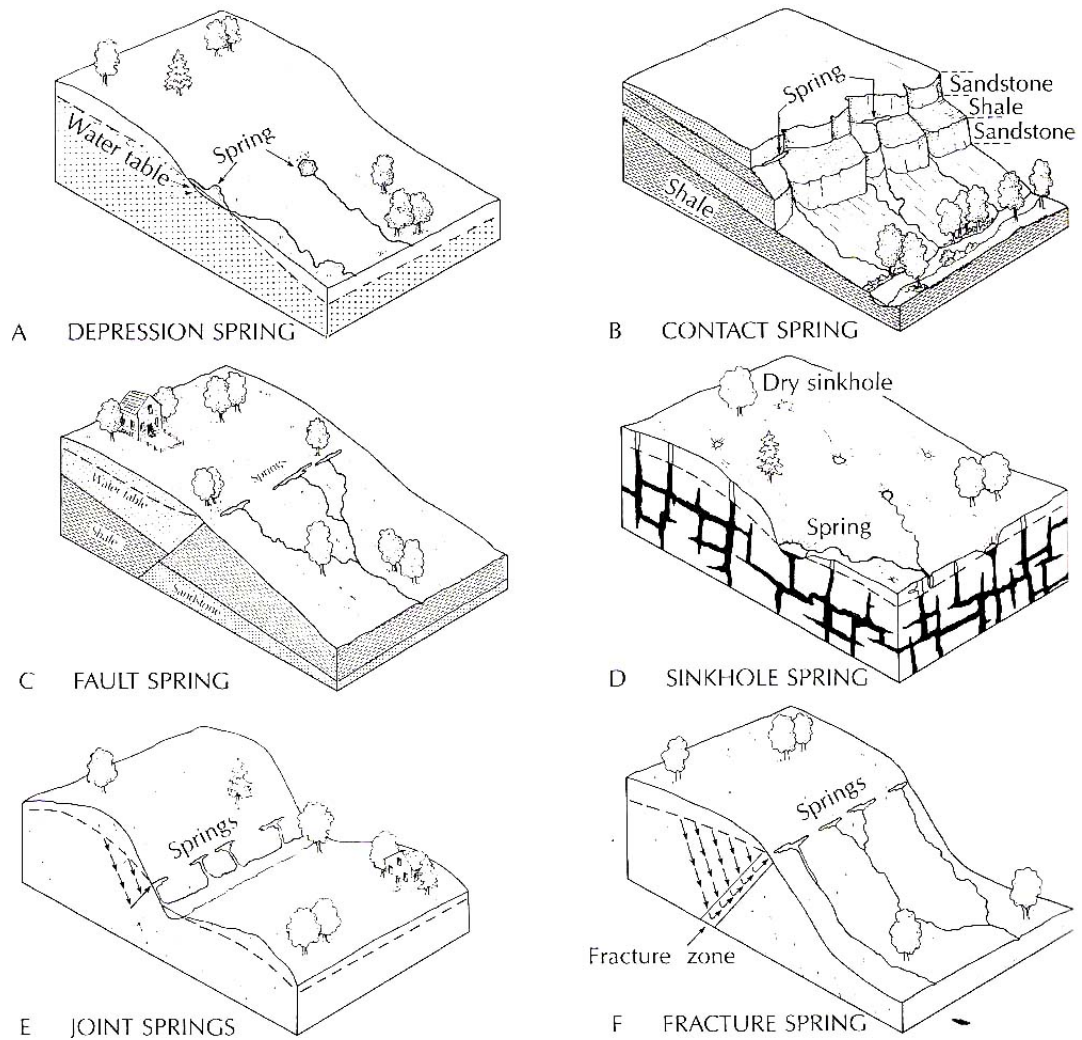 Water table
Spring
A DEPRESSION SPRING
Spring
Sandstone
Shale
Sandstone
Shale
B CONTACT SPRING
Springs
Water table
Shale
Sandstone
C FAULT SPRING
Dry sinkhole
Spring
D SINKHOLE SPRING
Springs
E JOINT SPRINGS
Springs
Fracture zone
F FRACTURE SPRING